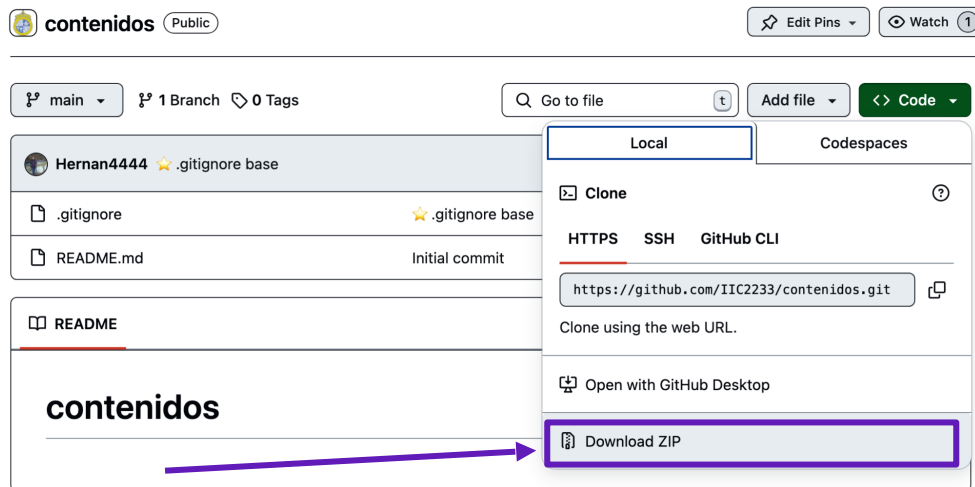 contenidos Public Edit Pins Watch 1
main 1 Branch 0 Tags Go to file t Add file <> Code
Local Codespaces
Hernan4444 ⭐ .gitignore base
Clone
.gitignore ⭐ .gitignore base
HTTPS SSH GitHub CLI
README.md Initial commit
https://github.com/IIC2233/contenidos.git
README
Clone using the web URL.
Open with GitHub Desktop
contenidos
Download ZIP